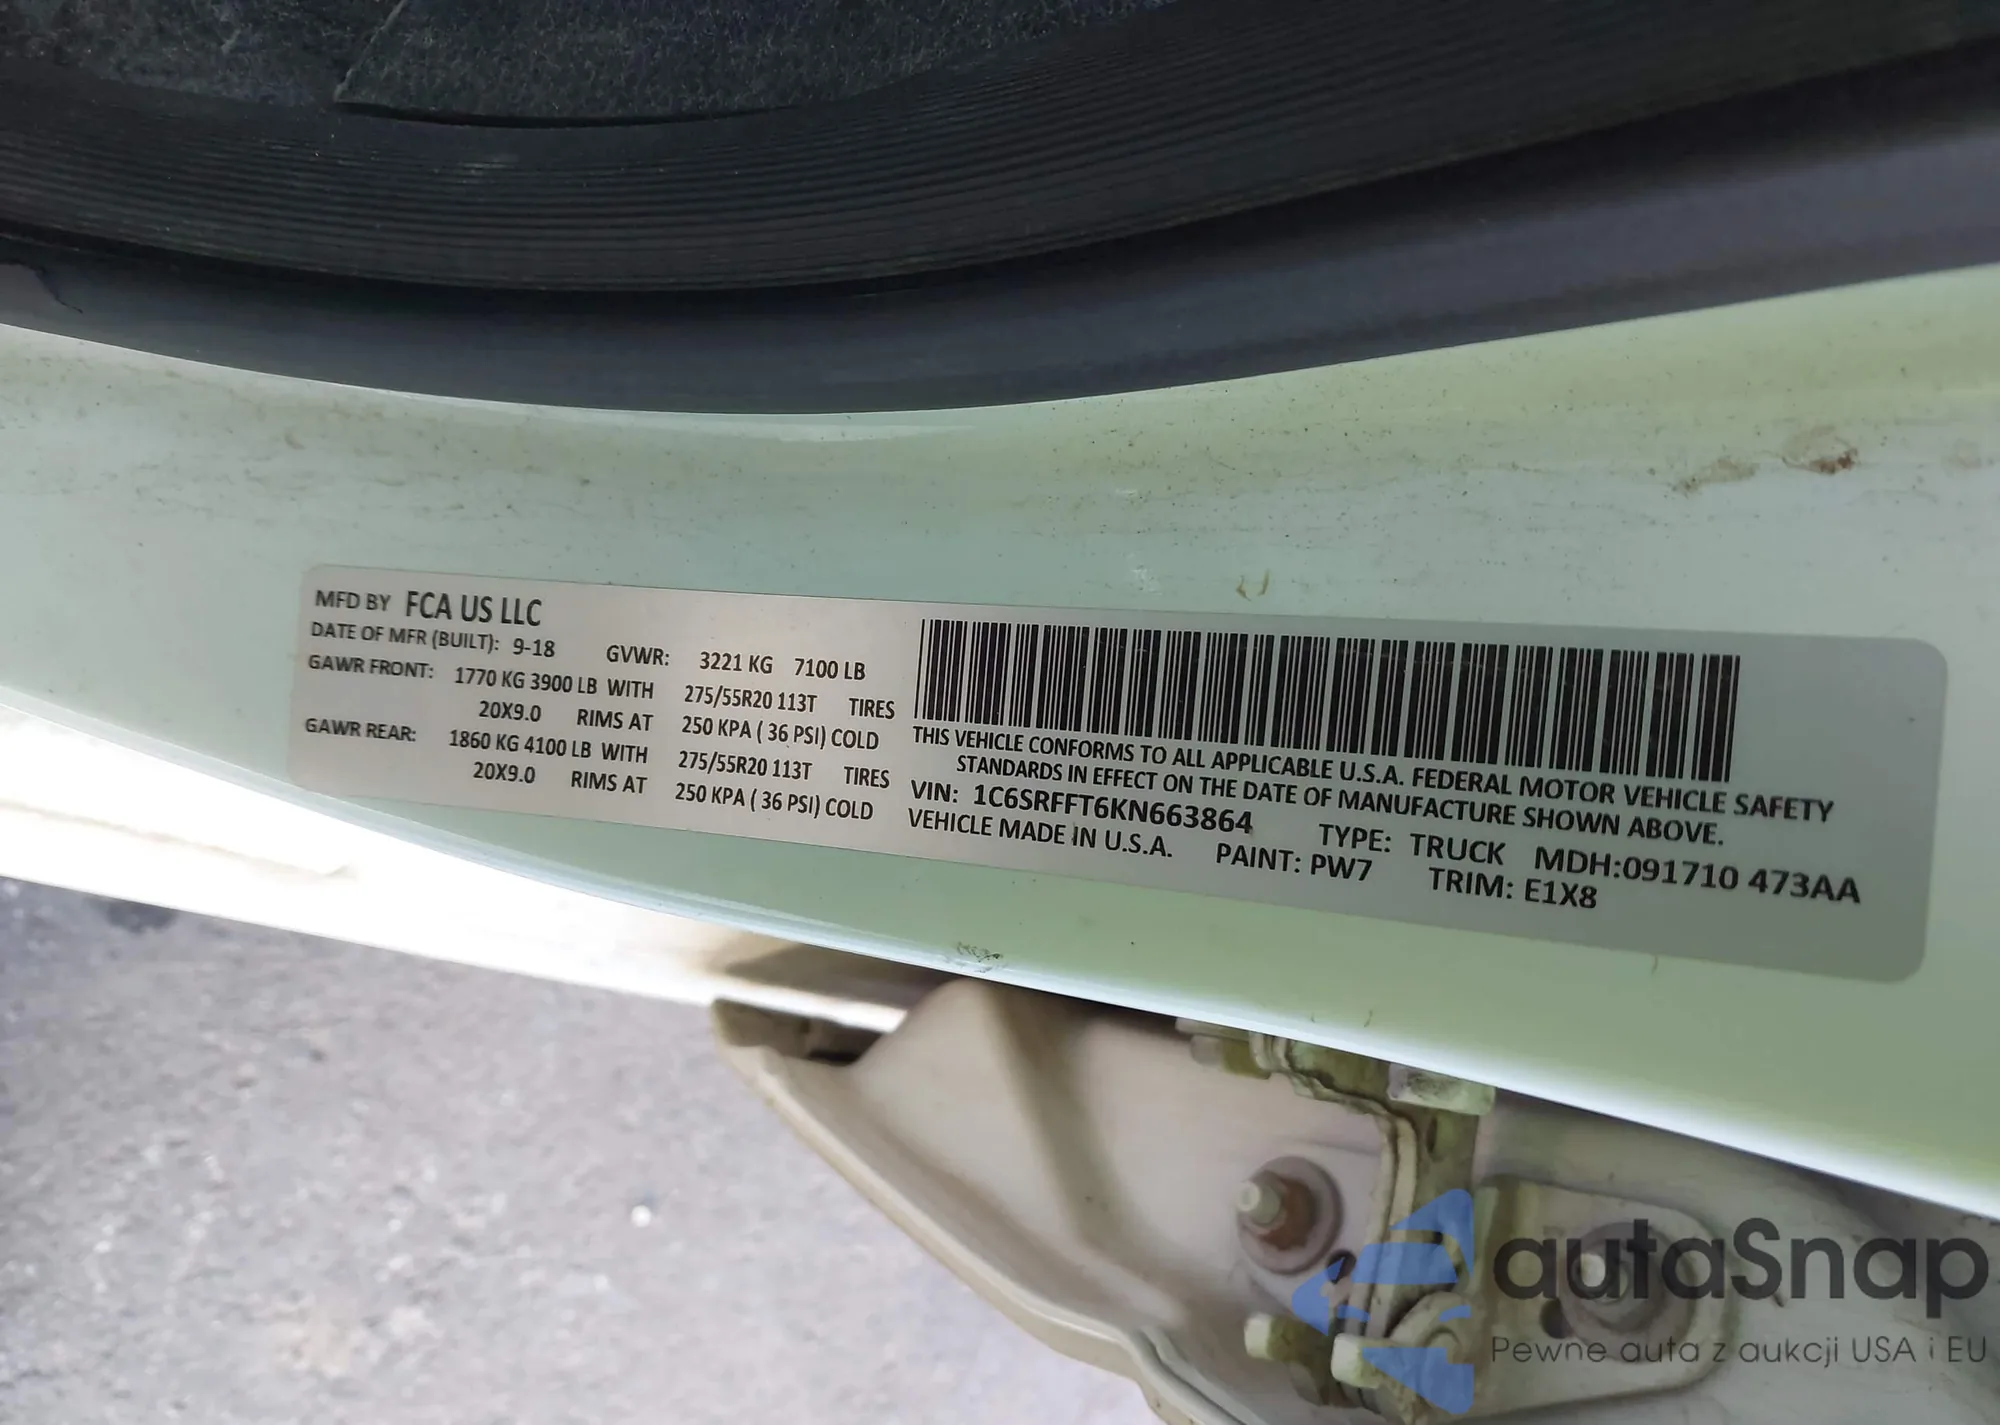 MFD BY FCA US LLC
DATE OF MFR (BUILT): 9-18 GVWR: 3221 KG 7100 LB
GAWR FRONT: 1770 KG 3900 LB WITH 275/55R20 113T TIRES
20X9.0 RIMS AT 250 KPA ( 36 PSI) COLD
GAWR REAR: 1860 KG 4100 LB WITH 275/55R20 113T TIRES
20X9.0 RIMS AT 250 KPA ( 36 PSI) COLD
THIS VEHICLE CONFORMS TO ALL APPLICABLE U.S.A. FEDERAL MOTOR VEHICLE SAFETY
STANDARDS IN EFFECT ON THE DATE OF MANUFACTURE SHOWN ABOVE.
VIN: 1C6SRFFT6KN663864 TYPE: TRUCK MDH:091710 473AA
VEHICLE MADE IN U.S.A. PAINT: PW7 TRIM: E1X8
autaSnap
Pewne auta z aukcji USA i EU